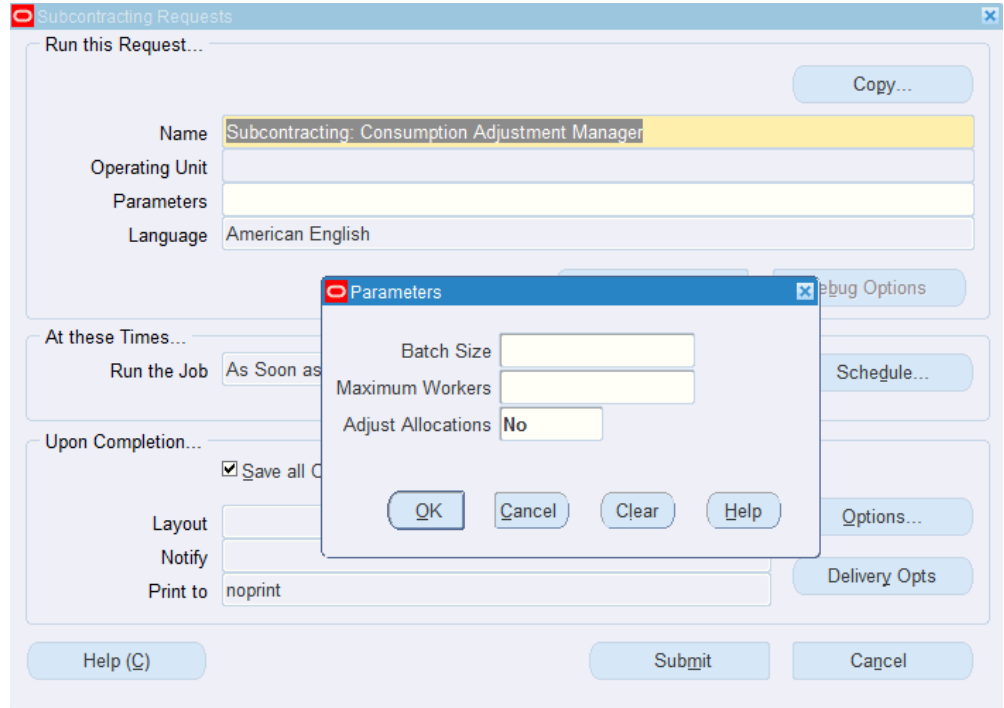 Subcontracting Requests
Run this Request...
Copy...
Name Subcontracting: Consumption Adjustment Manager
Operating Unit
Parameters
Language American English
Parameters
ebug Options
Batch Size
Maximum Workers
Adjust Allocations No
OK Cancel Clear Help
At these Times...
Run the Job As Soon as
Schedule...
Upon Completion...
Save all
Layout
Options...
Notify
Print to noprint
Delivery Opts
Help (C) Submit Cancel